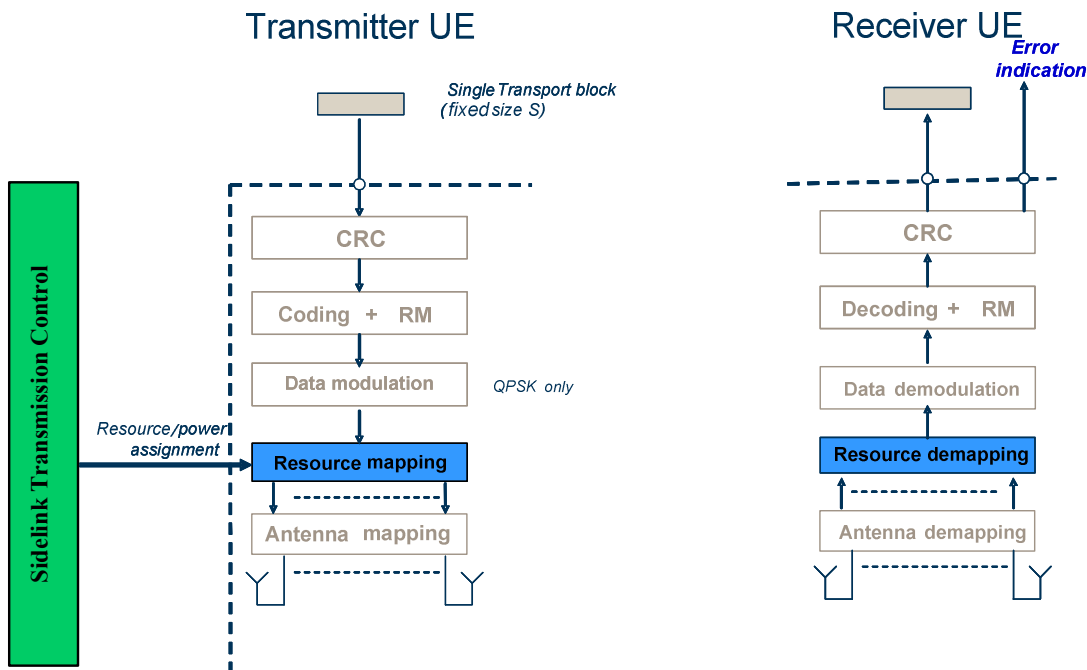 Transmitter UE
Single Transport block
(fixed size S)
CRC
Coding + RM
Data modulation
QPSK only
Resource/power
assignment
Resource mapping
Antenna mapping
Sidelink Transmission Control
Receiver UE
Error
indication
CRC
Decoding + RM
Data demodulation
Resource demapping
Antenna demapping